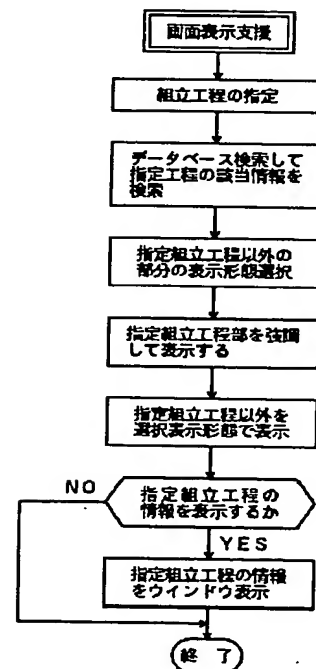 画面表示支援
組立工程の指定
データベース検索して
指定工程の該当情報を
検索
指定組立工程以外の
部分の表示形態選択
指定組立工程部を強調
して表示する
指定組立工程以外を
選択表示形態で表示
指定組立工程の
情報を表示するか
NO
YES
指定組立工程の情報
をウインドウ表示
終了